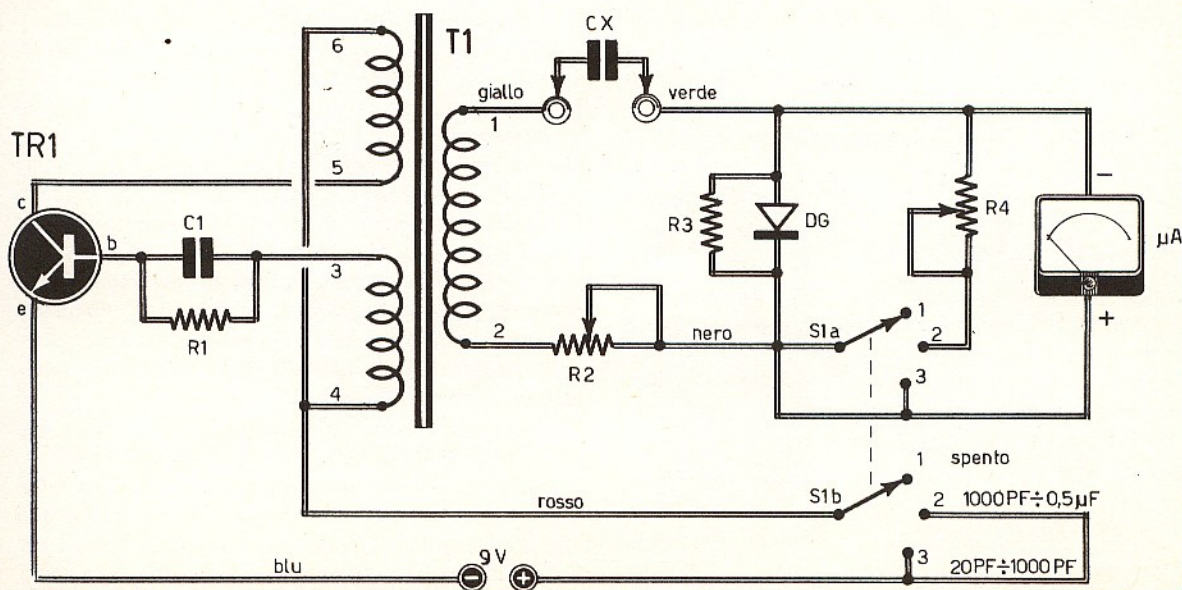 CX
6
T1
giallo
verde
1
TR1
5
c
C1
R3
DG
R4
−
µA
b
3
e
R1
2
R2
nero
S1a
1
2
+
3
4
1
spento
rosso
S1b
2
1000PF÷0,5µF
9V
3
20PF÷1000PF
blu
−
+